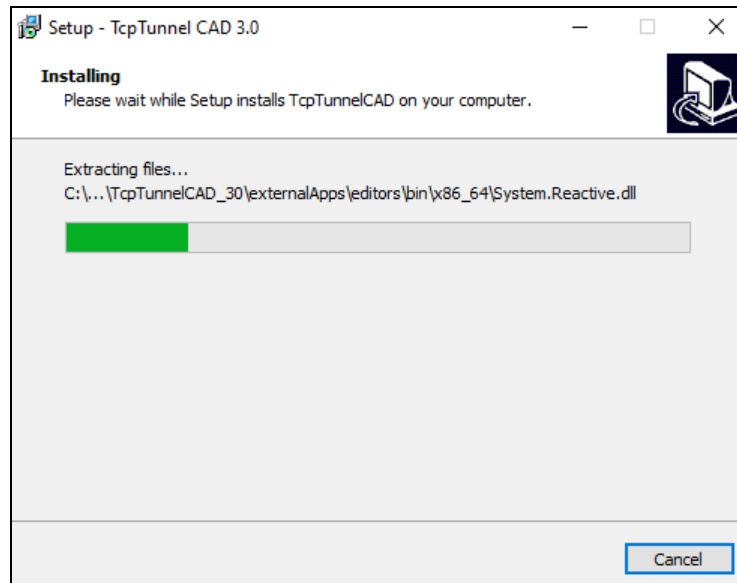 Setup - TcpTunnel CAD 3.0
Installing
Please wait while Setup installs TcpTunnelCAD on your computer.
Extracting files...
C:\...\TcpTunnelCAD_30\externalApps\editors\bin\x86_64\System.Reactive.dll
Cancel